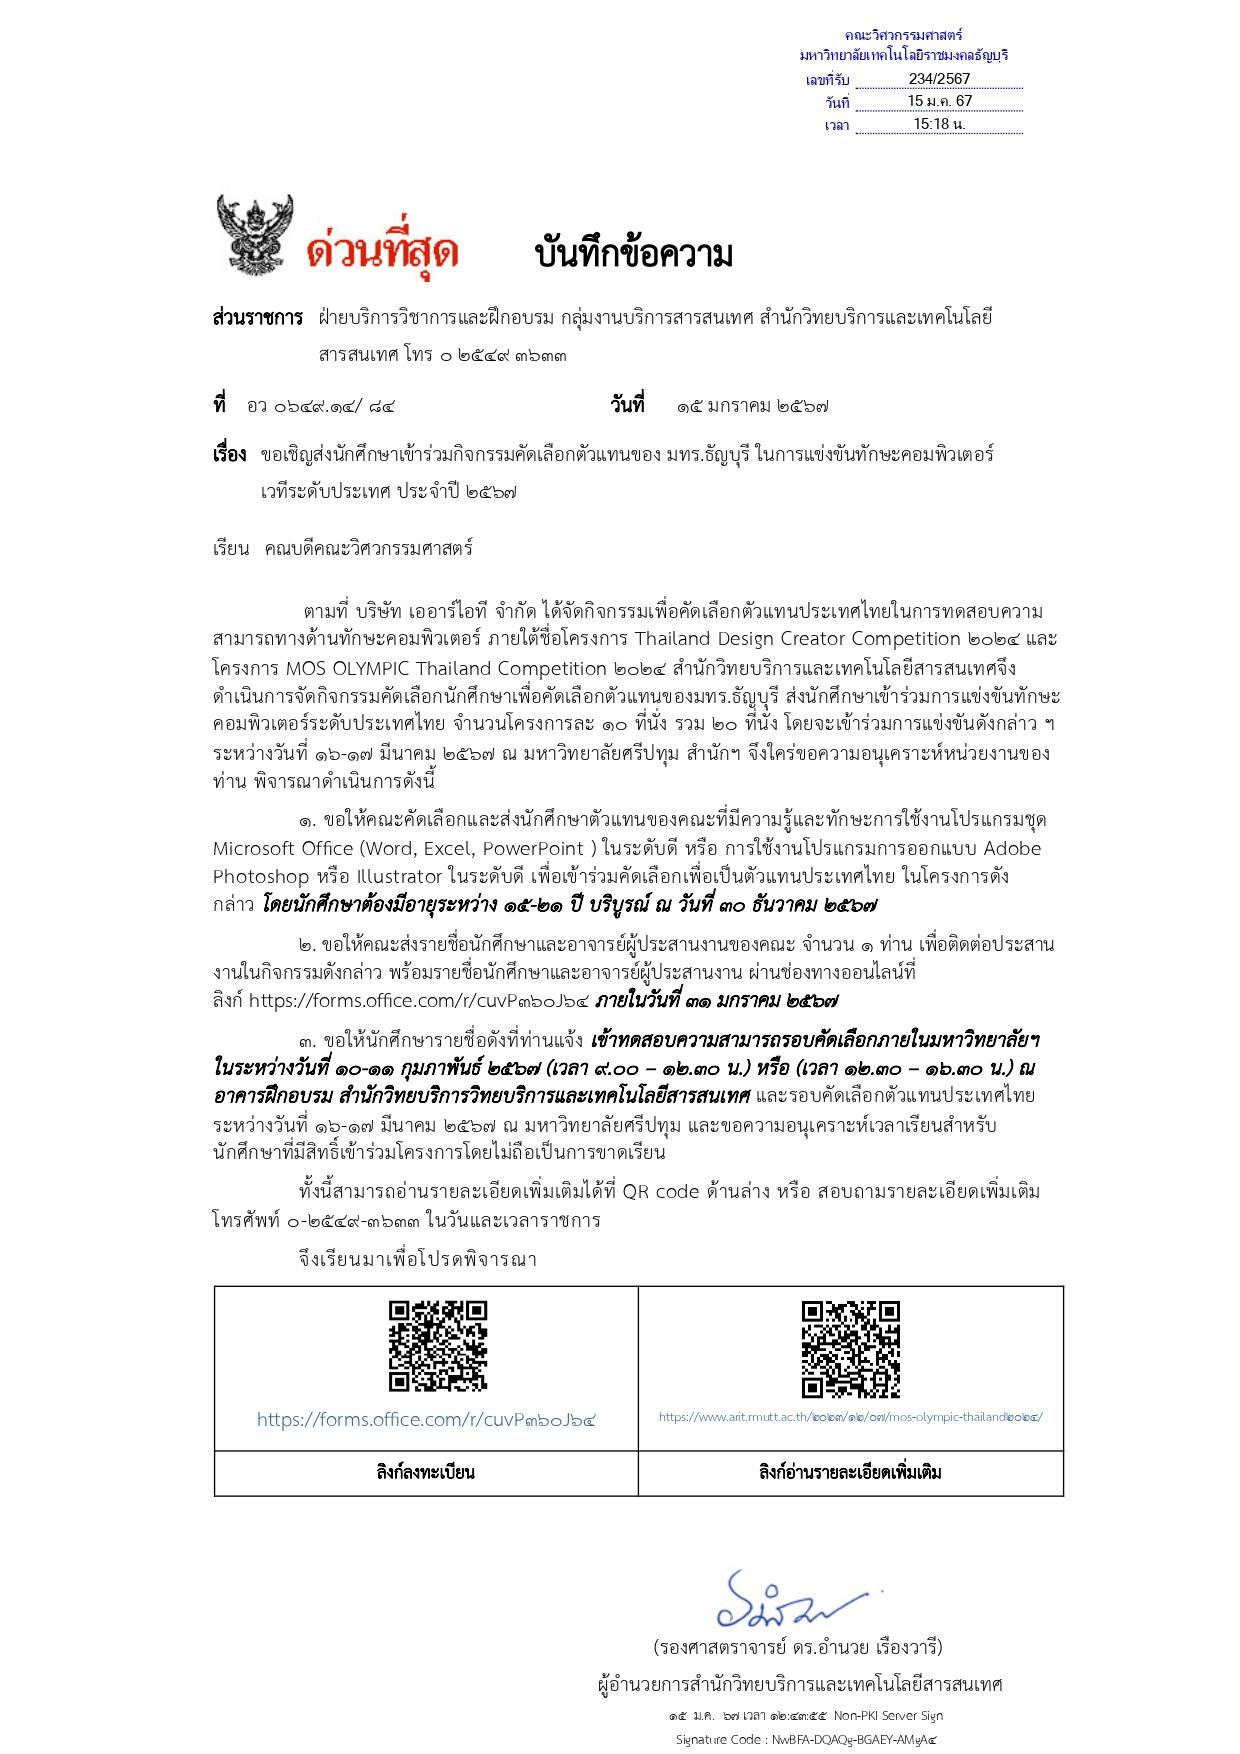 คณะวิศวกรรมศาสตร์
มหาวิทยาลัยเทคโนโลยีราชมงคลธัญบุรี
เลขที่รับ 234/2567
วันที่ 15 ม.ค. 67
เวลา 15:18 น.
ด่วนที่สุด บันทึกข้อความ
ส่วนราชการ ฝ่ายบริการวิชาการและฝึกอบรม กลุ่มงานบริการสารสนเทศ สำนักวิทยบริการและเทคโนโลยี
สารสนเทศ โทร ๐ ๒๕๔๙ ๓๖๓๓
ที่ อว ๐๖๔๙.๑๔/ ๘๔ วันที่ ๑๕ มกราคม ๒๕๖๗
เรื่อง ขอเชิญส่งนักศึกษาเข้าร่วมกิจกรรมคัดเลือกตัวแทนของ มทร.ธัญบุรี ในการแข่งขันทักษะคอมพิวเตอร์
เวทีระดับประเทศ ประจำปี ๒๕๖๗
เรียน คณบดีคณะวิศวกรรมศาสตร์
ตามที่ บริษัท เออาร์ไอที จำกัด ได้จัดกิจกรรมเพื่อคัดเลือกตัวแทนประเทศไทยในการทดสอบความ
สามารถทางด้านทักษะคอมพิวเตอร์ ภายใต้ชื่อโครงการ Thailand Design Creator Competition ๒๐๒๔ และ
โครงการ MOS OLYMPIC Thailand Competition ๒๐๒๔ สำนักวิทยบริการและเทคโนโลยีสารสนเทศจึง
ดำเนินการจัดกิจกรรมคัดเลือกนักศึกษาเพื่อคัดเลือกตัวแทนของมทร.ธัญบุรี ส่งนักศึกษาเข้าร่วมการแข่งขันทักษะ
คอมพิวเตอร์ระดับประเทศไทย จำนวนโครงการละ ๑๐ ที่นั่ง รวม ๒๐ ที่นั่ง โดยจะเข้าร่วมการแข่งขันดังกล่าว ฯ
ระหว่างวันที่ ๑๖-๑๗ มีนาคม ๒๕๖๗ ณ มหาวิทยาลัยศรีปทุม สำนักฯ จึงใคร่ขอความอนุเคราะห์หน่วยงานของ
ท่าน พิจารณาดำเนินการดังนี้
๑. ขอให้คณะคัดเลือกและส่งนักศึกษาตัวแทนของคณะที่มีความรู้และทักษะการใช้งานโปรแกรมชุด
Microsoft Office (Word, Excel, PowerPoint ) ในระดับดี หรือ การใช้งานโปรแกรมการออกแบบ Adobe
Photoshop หรือ Illustrator ในระดับดี เพื่อเข้าร่วมคัดเลือกเพื่อเป็นตัวแทนประเทศไทย ในโครงการดัง
กล่าว โดยนักศึกษาต้องมีอายุระหว่าง ๑๕-๒๑ ปี บริบูรณ์ ณ วันที่ ๓๐ ธันวาคม ๒๕๖๗
๒. ขอให้คณะส่งรายชื่อนักศึกษาและอาจารย์ผู้ประสานงานของคณะ จำนวน ๑ ท่าน เพื่อติดต่อประสาน
งานในกิจกรรมดังกล่าว พร้อมรายชื่อนักศึกษาและอาจารย์ผู้ประสานงาน ผ่านช่องทางออนไลน์ที่
ลิงก์ https://forms.office.com/r/cuvP๓๖๐J๖๔ ภายในวันที่ ๓๑ มกราคม ๒๕๖๗
๓. ขอให้นักศึกษารายชื่อดังที่ท่านแจ้ง เข้าทดสอบความสามารถรอบคัดเลือกภายในมหาวิทยาลัยฯ
ในระหว่างวันที่ ๑๐-๑๑ กุมภาพันธ์ ๒๕๖๗ (เวลา ๙.๐๐ – ๑๒.๓๐ น.) หรือ (เวลา ๑๒.๓๐ – ๑๖.๓๐ น.) ณ
อาคารฝึกอบรม สำนักวิทยบริการวิทยบริการและเทคโนโลยีสารสนเทศ และรอบคัดเลือกตัวแทนประเทศไทย
ระหว่างวันที่ ๑๖-๑๗ มีนาคม ๒๕๖๗ ณ มหาวิทยาลัยศรีปทุม และขอความอนุเคราะห์เวลาเรียนสำหรับ
นักศึกษาที่มีสิทธิ์เข้าร่วมโครงการโดยไม่ถือเป็นการขาดเรียน
ทั้งนี้สามารถอ่านรายละเอียดเพิ่มเติมได้ที่ QR code ด้านล่าง หรือ สอบถามรายละเอียดเพิ่มเติม
โทรศัพท์ ๐-๒๕๔๙-๓๖๓๓ ในวันและเวลาราชการ
จึงเรียนมาเพื่อโปรดพิจารณา
https://forms.office.com/r/cuvP๓๖๐J๖๔ https://www.arit.rmutt.ac.th/๒๐๒๓/๑๒/๐๗/mos-olympic-thailand๒๐๒๔/
ลิงก์ลงทะเบียน ลิงก์อ่านรายละเอียดเพิ่มเติม
(รองศาสตราจารย์ ดร.อำนวย เรืองวารี)
ผู้อำนวยการสำนักวิทยบริการและเทคโนโลยีสารสนเทศ
๑๕ ม.ค. ๖๗ เวลา ๑๒:๔๓:๕๕ Non-PKI Server Sign
Signature Code : NwBFA-DQAQg-BGAEY-AMgA๔